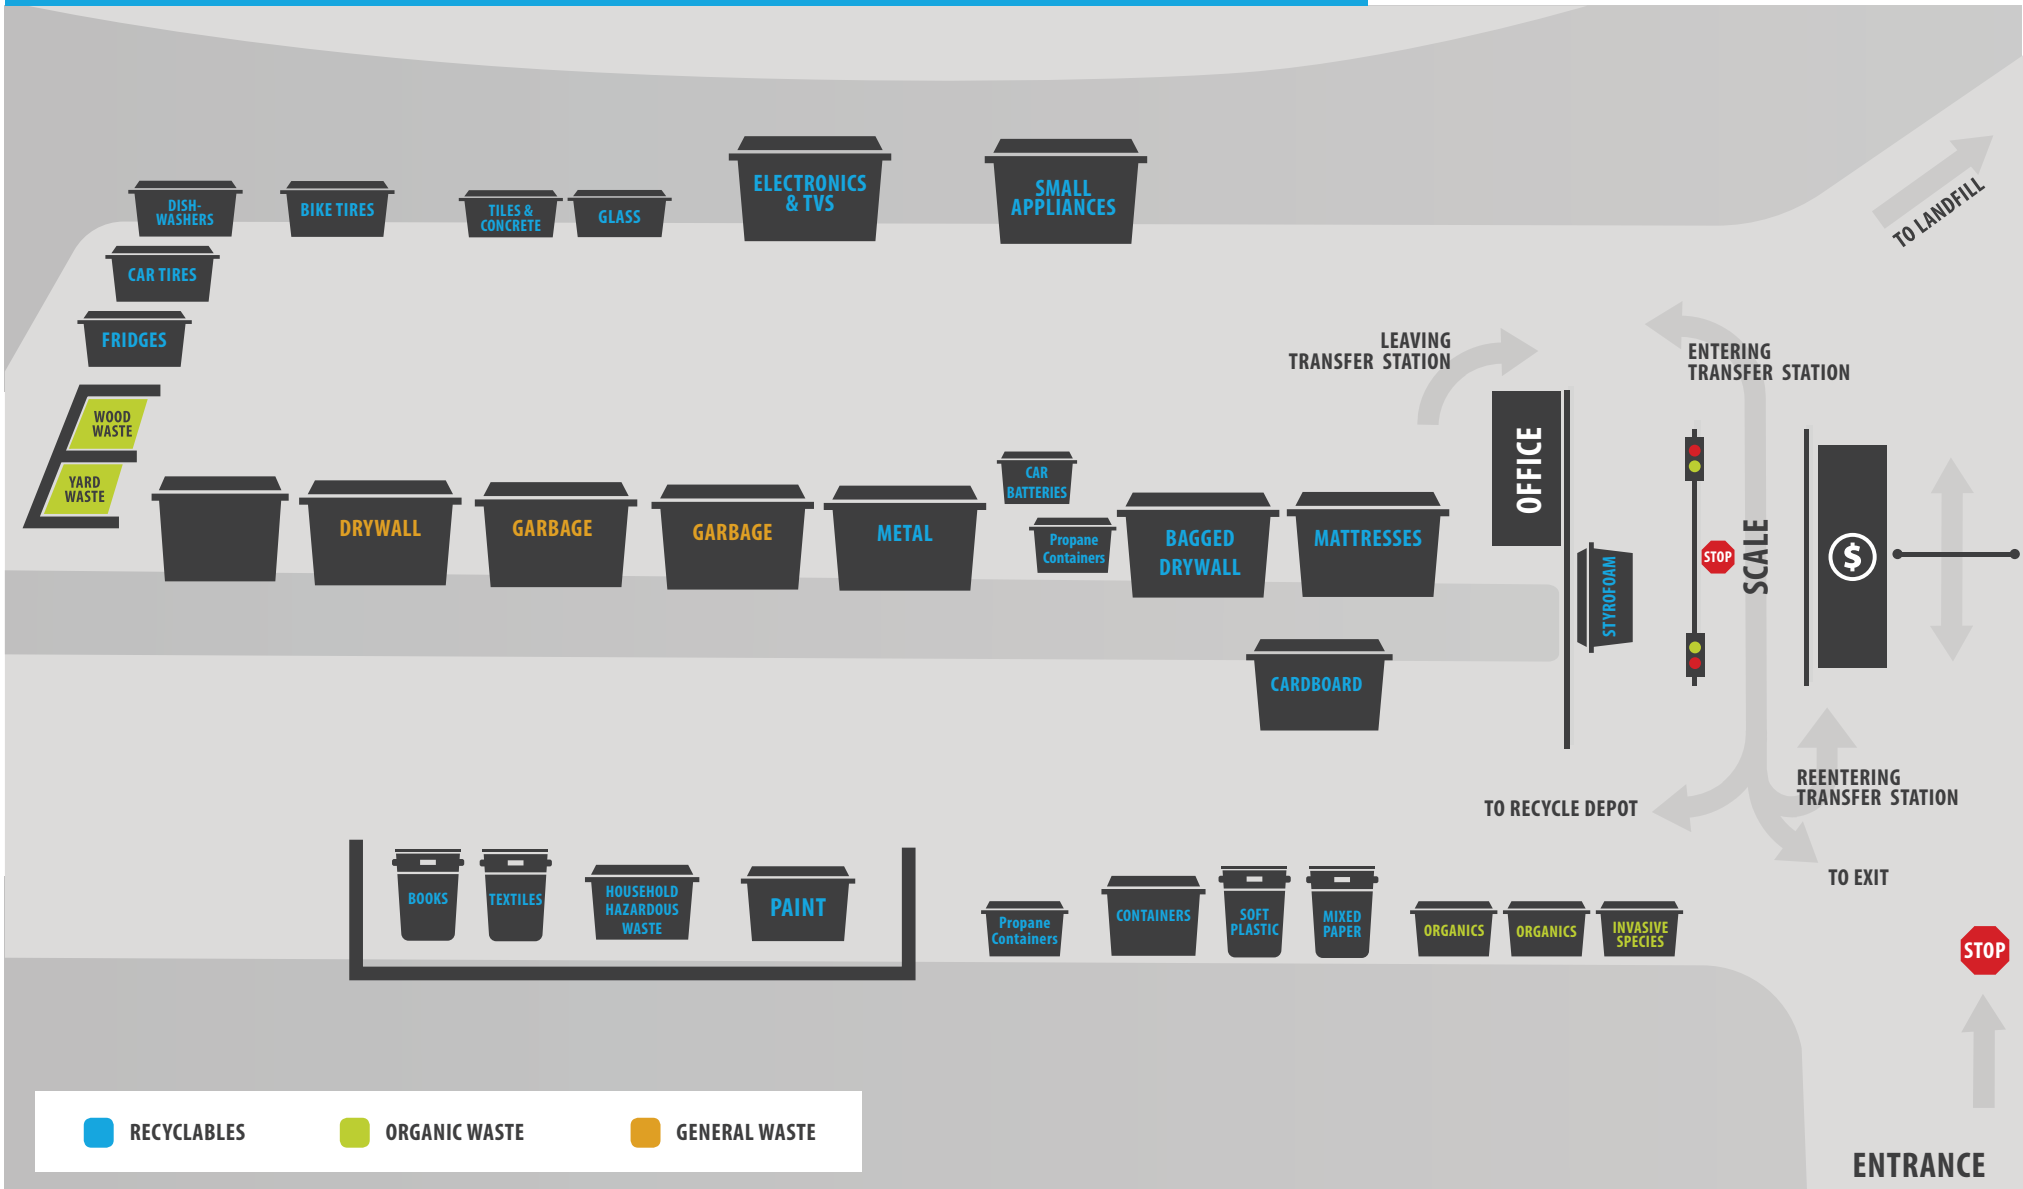 DISH-
WASHERS
BIKE TIRES
TILES &
CONCRETE
GLASS
ELECTRONICS
& TVS
SMALL
APPLIANCES
TO LANDFILL
CAR TIRES
FRIDGES
WOOD
WASTE
YARD
WASTE
LEAVING
TRANSFER STATION
ENTERING
TRANSFER STATION
DRYWALL
GARBAGE
GARBAGE
METAL
CAR
BATTERIES
Propane
Containers
BAGGED
DRYWALL
MATTRESSES
OFFICE
STYROFOAM
STOP
SCALE
$
CARDBOARD
TO RECYCLE DEPOT
REENTERING
TRANSFER STATION
TO EXIT
BOOKS
TEXTILES
HOUSEHOLD
HAZARDOUS
WASTE
PAINT
Propane
Containers
CONTAINERS
SOFT
PLASTIC
MIXED
PAPER
ORGANICS
ORGANICS
INVASIVE
SPECIES
STOP
RECYCLABLES
ORGANIC WASTE
GENERAL WASTE
ENTRANCE